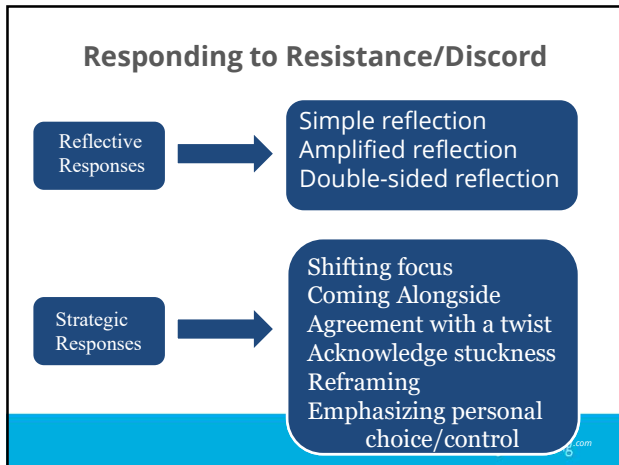 Responding to Resistance/Discord
Reflective
Responses
Simple reflection
Amplified reflection
Double-sided reflection
Strategic
Responses
Shifting focus
Coming Alongside
Agreement with a twist
Acknowledge stuckness
Reframing
Emphasizing personal
choice/control
.com